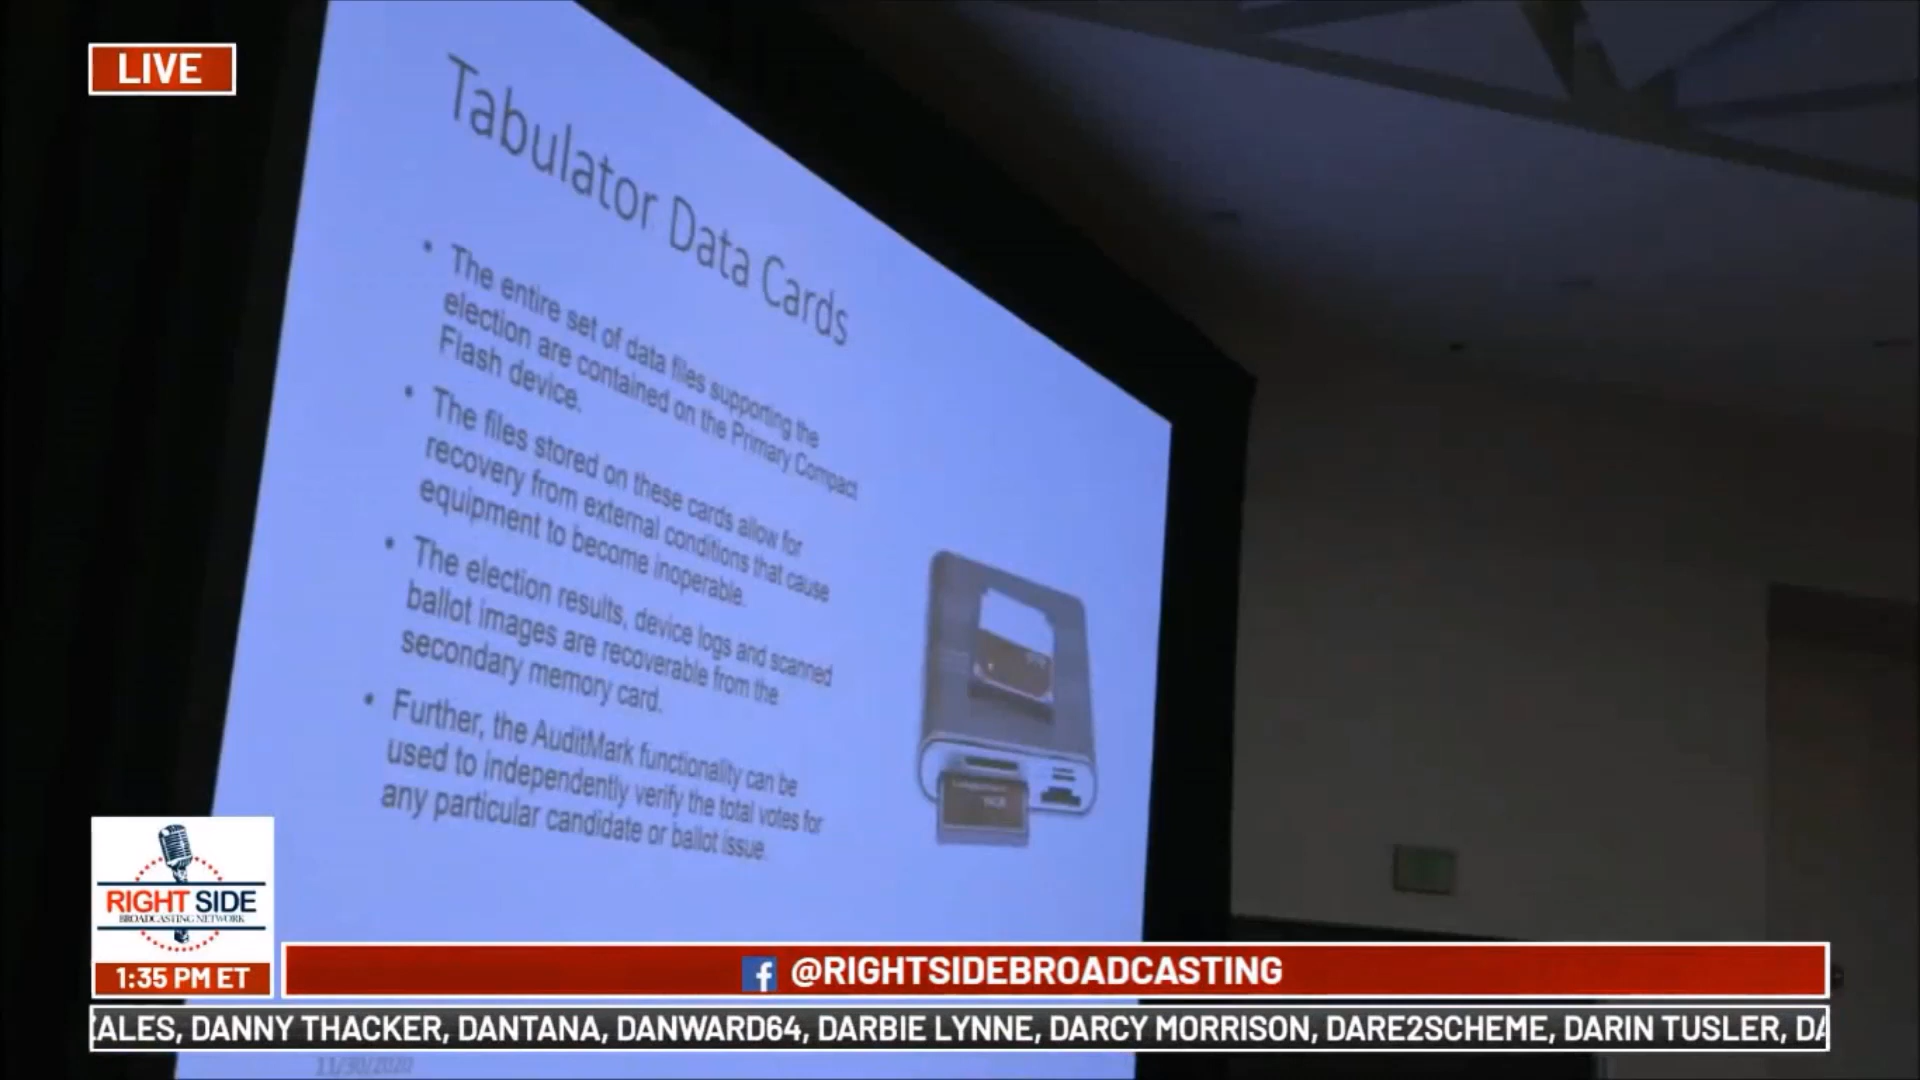 LIVE
Tabulator Data Cards
• The entire set of data files supporting the
election are contained on the Primary Compact
Flash device.
• The files stored on these cards allow for
recovery from external conditions that cause
equipment to become inoperable.
• The election results, device logs and scanned
ballot images are recoverable from the
secondary memory card.
• Further, the AuditMark functionality can be
used to independently verify the total votes for
any particular candidate or ballot issue.
RIGHT SIDE
BROADCASTING NETWORK
1:35 PM ET
@RIGHTSIDEBROADCASTING
ALES, DANNY THACKER, DANTANA, DANWARD64, DARBIE LYNNE, DARCY MORRISON, DARE2SCHEME, DARIN TUSLER, DA
11/30/2020